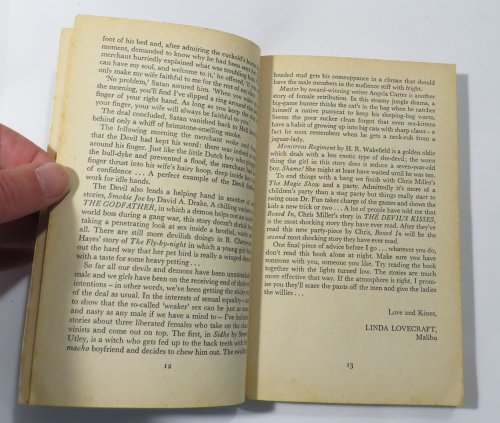 foot of his bed and, after admiring the cuckold's horns
moment, demanded to know why he had been
merchant hurriedly explained what was troubling him
can have my soul, and welcome to it,' he offered, 'if you
only make my wife faithful to me for the rest of my
'No problem,' Satan assured him. 'When you wake
the morning, you'll find I've slipped a ring around
finger of your right hand. As long as you keep the
your finger, your wife will always be faithful to
The deal concluded, Satan vanished back to Hell
behind only a whiff of brimstone-smelling smoke.
The following morning the merchant woke and
that the Devil had kept his word: there was indeed
around his finger. Just like the little Dutch boy who
the bull-dyke and prevented a flood, the merchant had
finger thrust into his wife's hairy hoop, deep inside
of confidence . . . A perfect example of the Devil
work for idle hands.
The Devil also lends a helping hand in another of
stories, Smokie Joe by David A. Drake. A chilling
THE GODFATHER, in which a demon helps out an
world boss during a gang war, this story does the
taking a penetrating look at sex inside a brothel,
There are still more devilish doings in R. Chetwynd-
Hayes' story of The Fly-by-night in which a young girl
out the hard way that her pet bird is really a winged demon
with a taste for some heavy petting . . .
So far all our devils and demons have been unmistakably
male and we girls have been on the receiving end of their
intentions – in other words, we've been getting the
of the deal as usual. In the interests of sexual equality –
to show that the so-called 'weaker' sex can be just as
and nasty as any male if we have a mind to – I've included
stories about three liberated females who take on the
vinists and come out on top. The first, in Sidhe by Steven
Utley, is a witch who gets fed up to the back teeth with
macho boyfriend and decides to chew him out. The
12
headed stud gets his comeuppance in a climax that should
have the male members in the audience stiff with fright.
Master by award-winning writer Angela Carter is another
story of female retribution. In this steamy jungle drama, a
big-game hunter thinks the cat's in the bag when he catches
himself a native postcard to keep his sleeping-bag warm.
Seems the poor sucker should forget that even sex-kittens
have a habit of growing up into big cats with sharp claws – a
fact he soon remembers when he gets a neck-rub from a
jaguar-lady.
Monstrous Regiment by H. R. Wakefield is a golden oldie
which deals with a less exotic type of she-devil; the worst
thing the girl in this story does is seduce a seven-year-old
boy. Shame! She might at least have waited until he was ten.
To end things with a bang we finish with Chris Miller's
The Magic Show and a party. Admittedly it's more of a
children's party than a stag party but things really start to
swing once Dr. Fun takes charge of the games and shows the
kids a new trick or two . . . A lot of people have told me that
Boxed In, Chris Miller's story in THE DEVIL'S KISSES,
is the most shocking story they have ever read. After they've
read this new party-piece by Chris, Boxed In will be the
second most shocking story they have ever read.
One final piece of advice before I go . . . whatever you do,
don't read this book alone at night. Make sure you have
someone with you, someone you like. Try reading the book
together with the lights turned low. The stories are much
more effective that way. If the atmosphere is right, I prom-
ise you they'll scare the pants off the men and give the ladies
the willies . . .
Love and Kisses,
LINDA LOVECRAFT,
Malibu
13